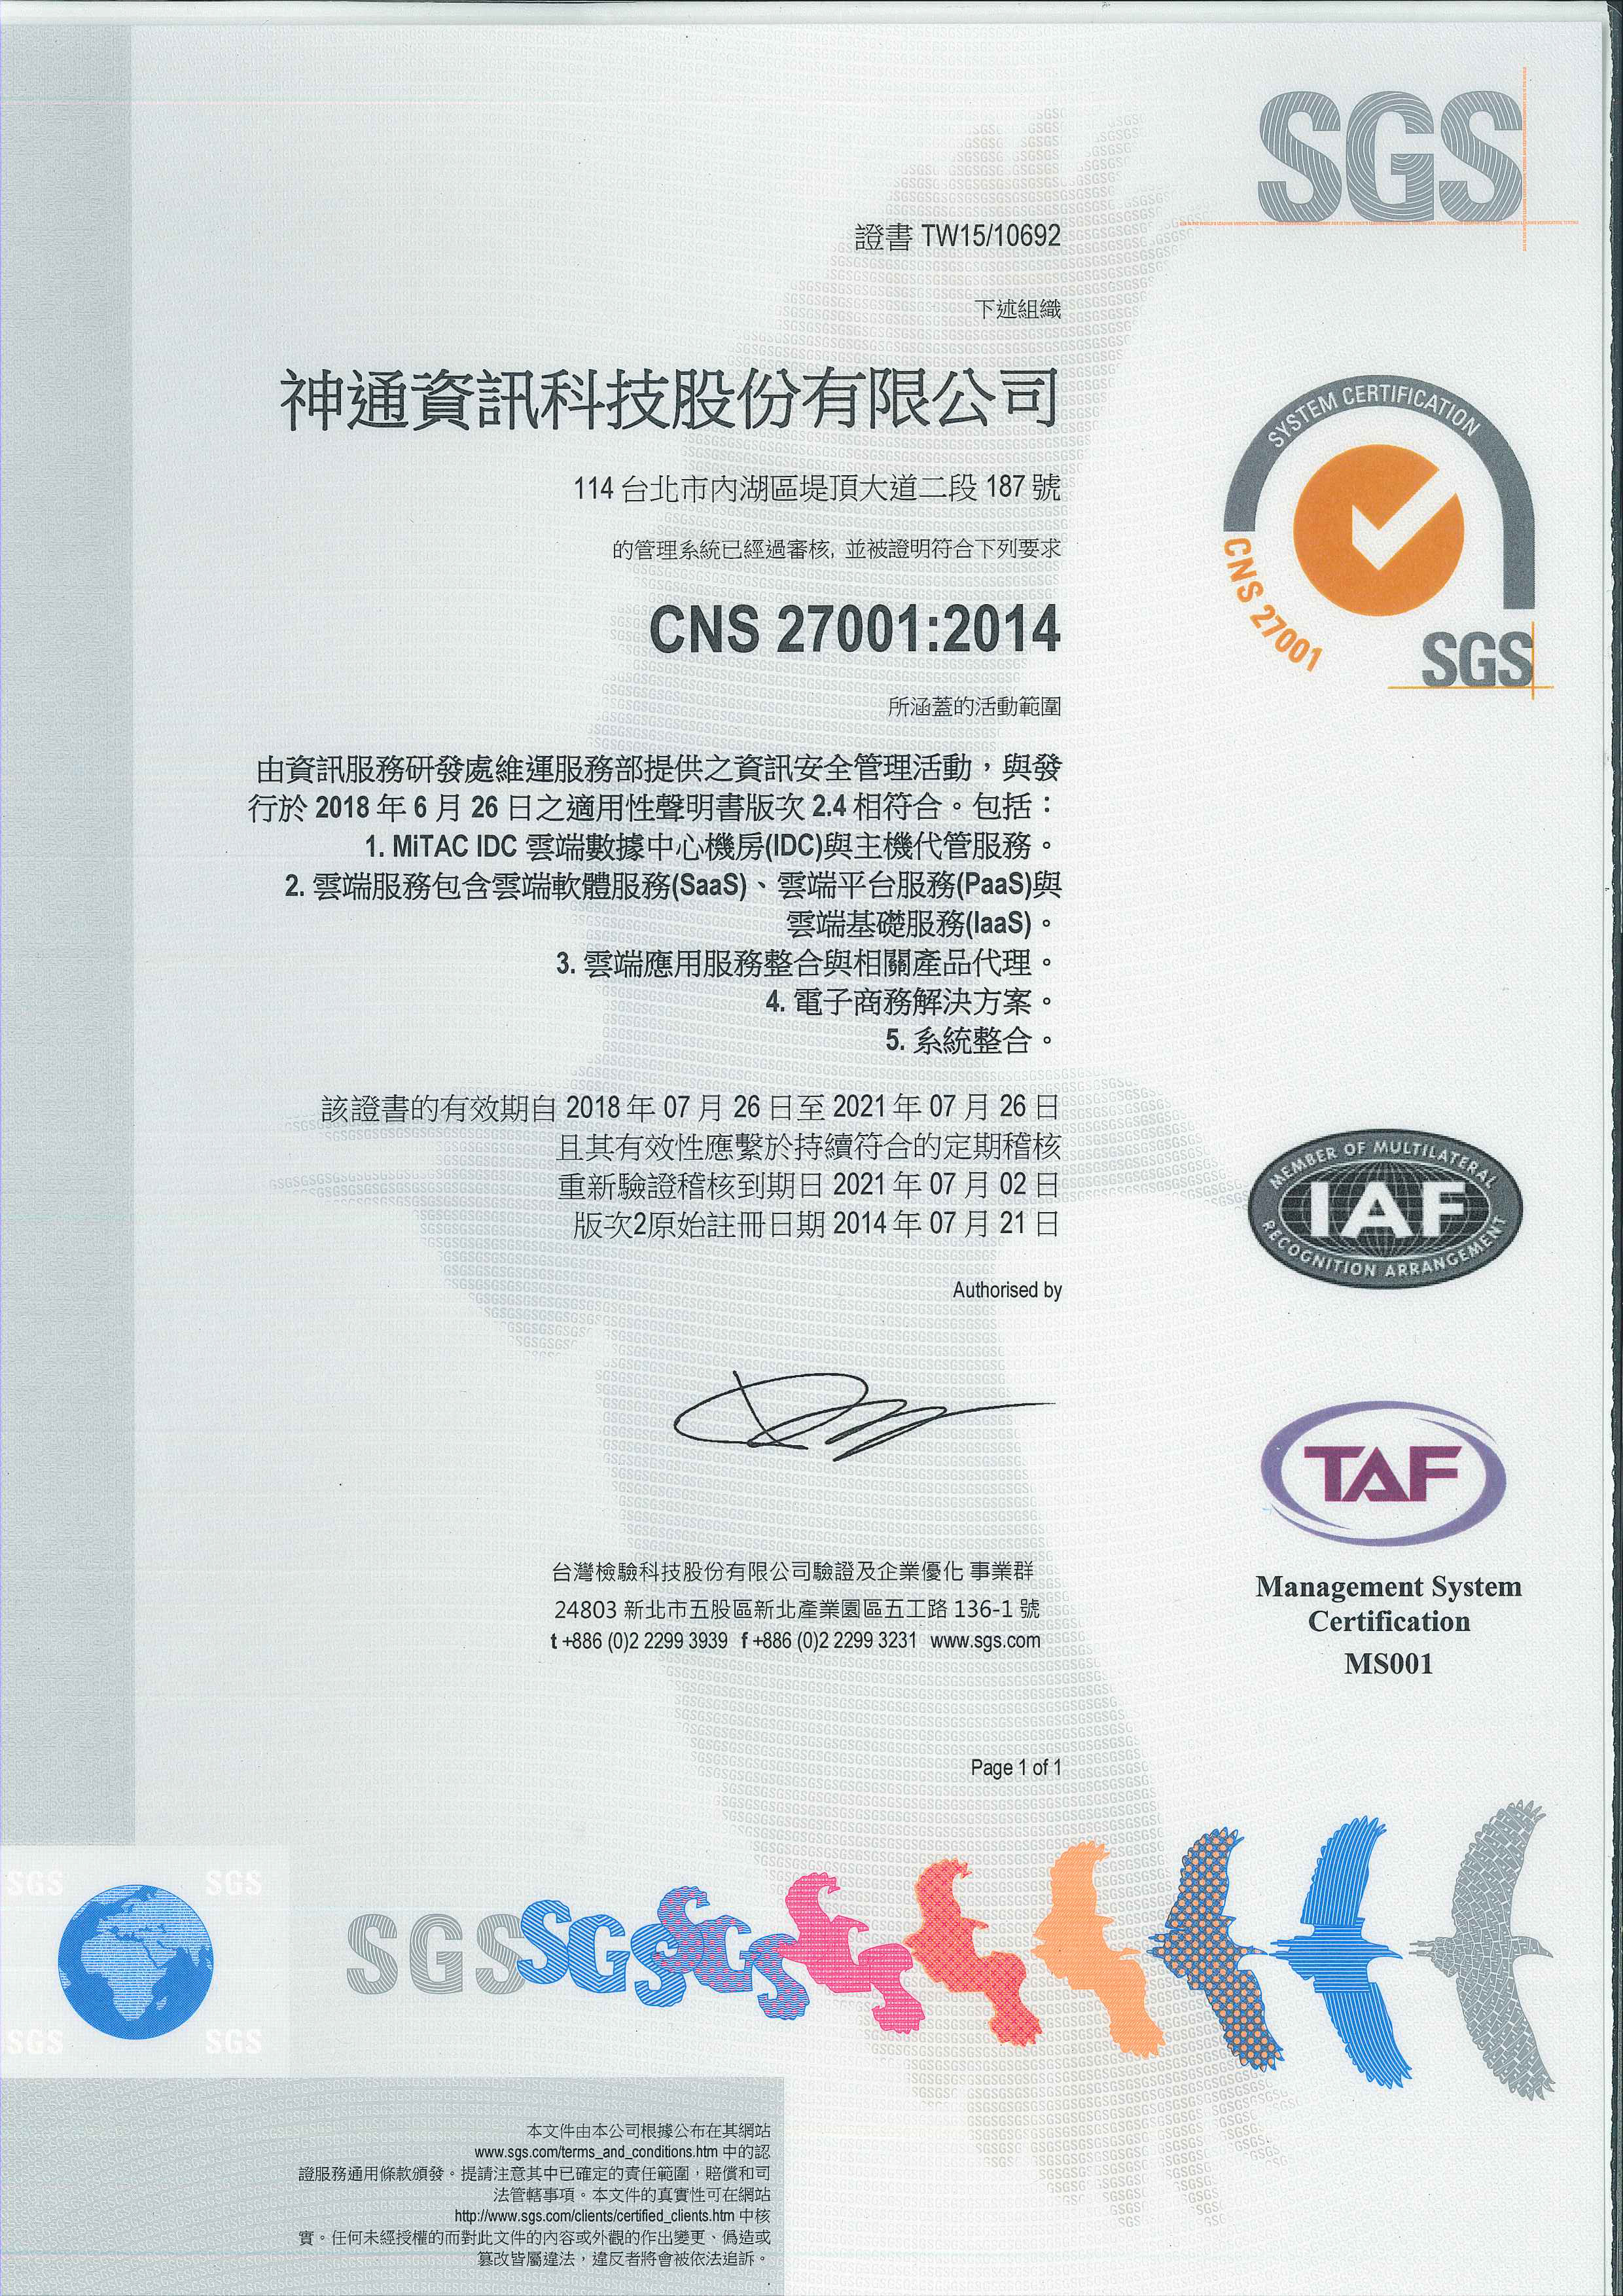 SGS
證書 TW15/10692
下述組織
神通資訊科技股份有限公司
114 台北市內湖區堤頂大道二段 187 號
的管理系統已經過審核, 並被證明符合下列要求
CNS 27001:2014
SYSTEM CERTIFICATION
CNS 27001
SGS
所涵蓋的活動範圍
由資訊服務研發處維運服務部提供之資訊安全管理活動，與發
行於 2018 年 6 月 26 日之適用性聲明書版次 2.4 相符合。包括：
1. MiTAC IDC 雲端數據中心機房(IDC)與主機代管服務。
2. 雲端服務包含雲端軟體服務(SaaS)、雲端平台服務(PaaS)與
雲端基礎服務(IaaS)。
3. 雲端應用服務整合與相關產品代理。
4. 電子商務解決方案。
5. 系統整合。
該證書的有效期自 2018 年 07 月 26 日至 2021 年 07 月 26 日
且其有效性應繫於持續符合的定期稽核
重新驗證稽核到期日 2021 年 07 月 02 日
版次2原始註冊日期 2014 年 07 月 21 日
MEMBER OF MULTILATERAL
IAF
RECOGNITION ARRANGEMENT
Authorised by
TAF
Management System
Certification
MS001
台灣檢驗科技股份有限公司驗證及企業優化 事業群
24803 新北市五股區新北產業園區五工路 136-1 號
t +886 (0)2 2299 3939 f +886 (0)2 2299 3231 www.sgs.com
Page 1 of 1
SGS SGS
SGS SGS
SGS SGS SGS
本文件由本公司根據公布在其網站
www.sgs.com/terms_and_conditions.htm 中的認
證服務通用條款頒發。提請注意其中已確定的責任範圍，賠償和司
法管轄事項。本文件的真實性可在網站
http://www.sgs.com/clients/certified_clients.htm 中核
實。任何未經授權的而對此文件的內容或外觀的作出變更、偽造或
篡改皆屬違法，違反者將會被依法追訴。